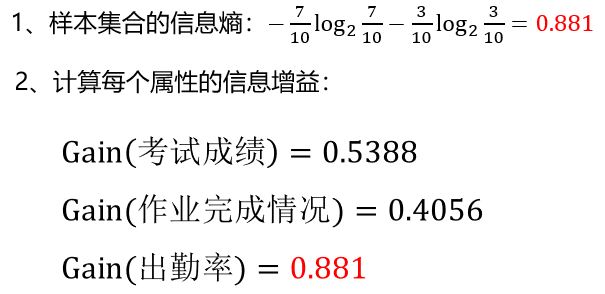 1、样本集合的信息熵：$-\frac{7}{10}\log_2\frac{7}{10}-\frac{3}{10}\log_2\frac{3}{10}=0.881$
2、计算每个属性的信息增益：
Gain(考试成绩) = 0.5388
Gain(作业完成情况) = 0.4056
Gain(出勤率) = 0.881